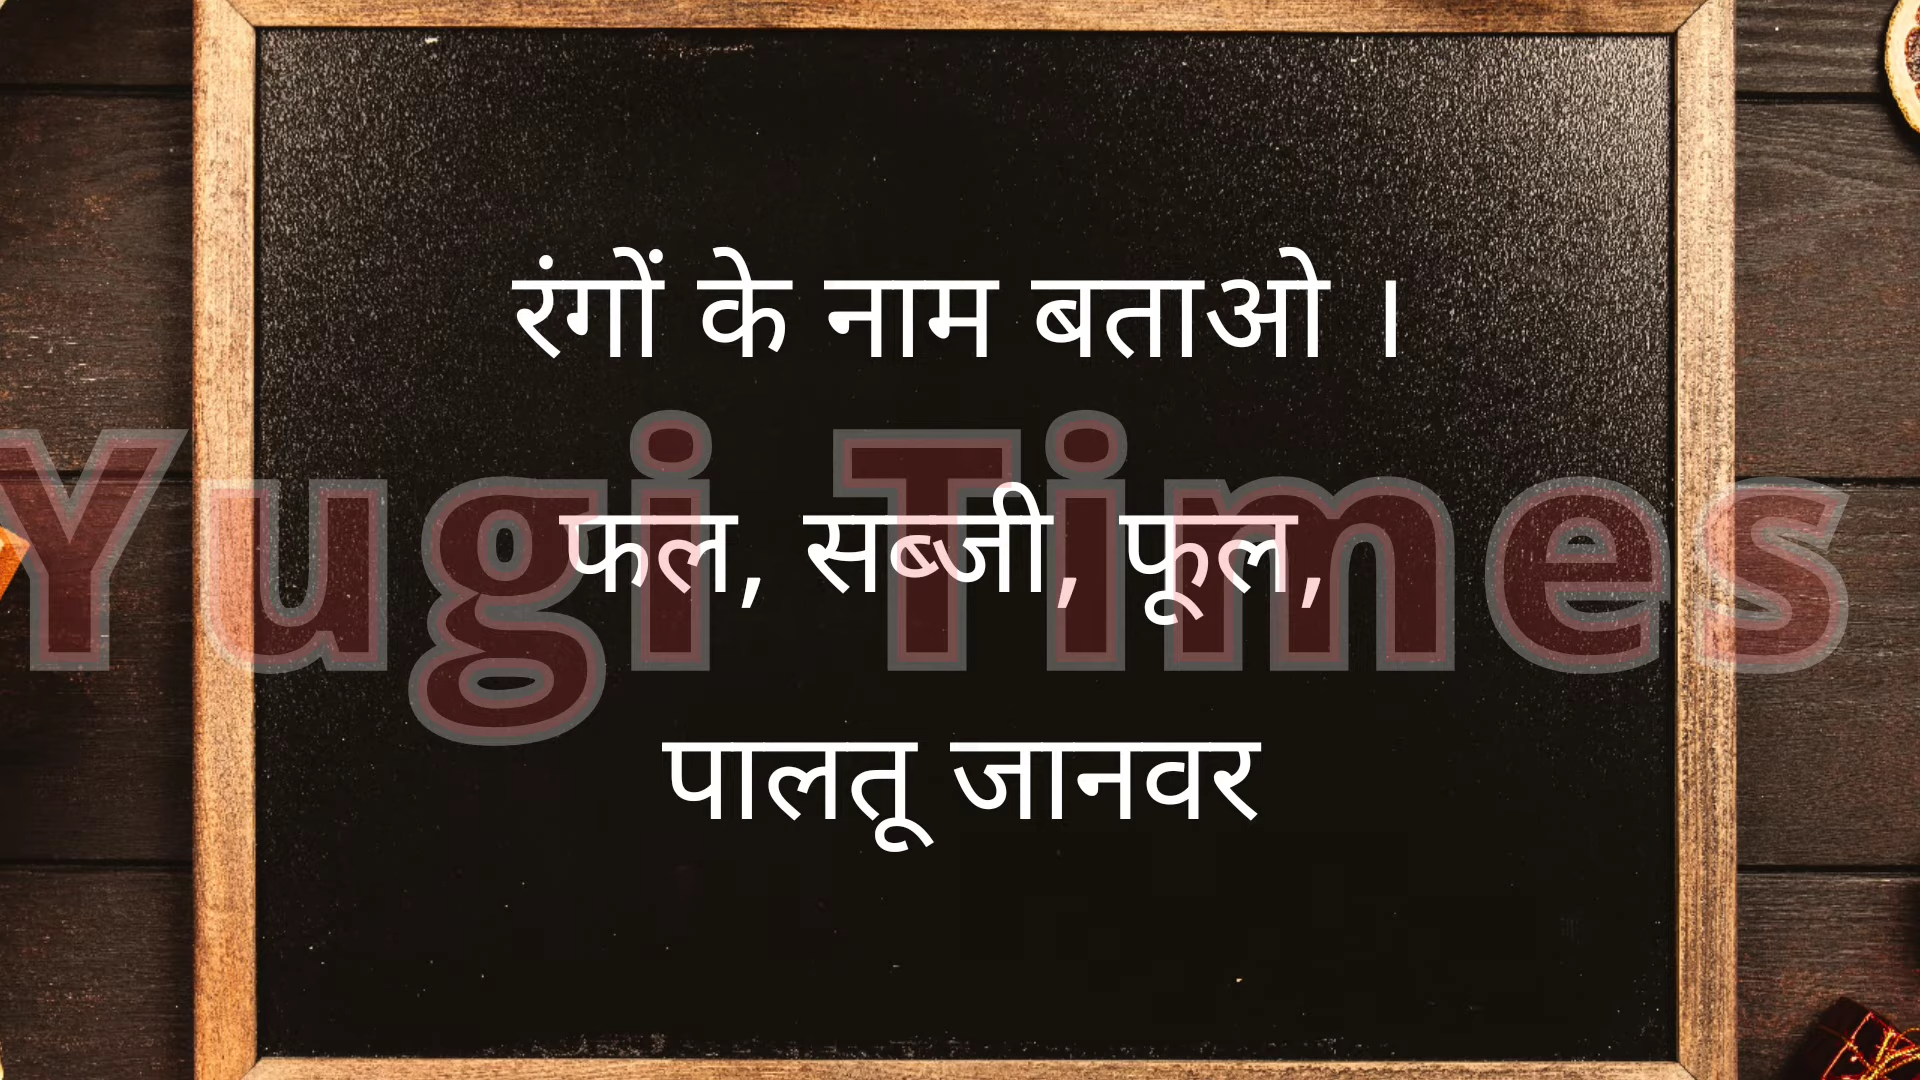 रंगों के नाम बताओ ।
फल, सब्जी, फूल,
Yugi Times
पालतू जानवर